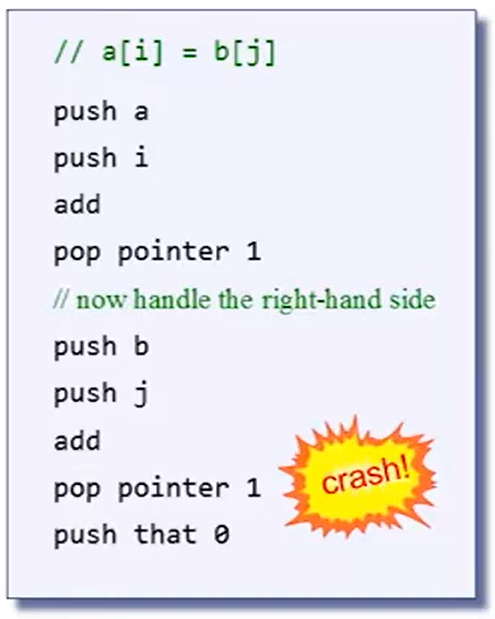 // a[i] = b[j]
push a
push i
add
pop pointer 1
// now handle the right-hand side
push b
push j
add
pop pointer 1
push that 0
crash!